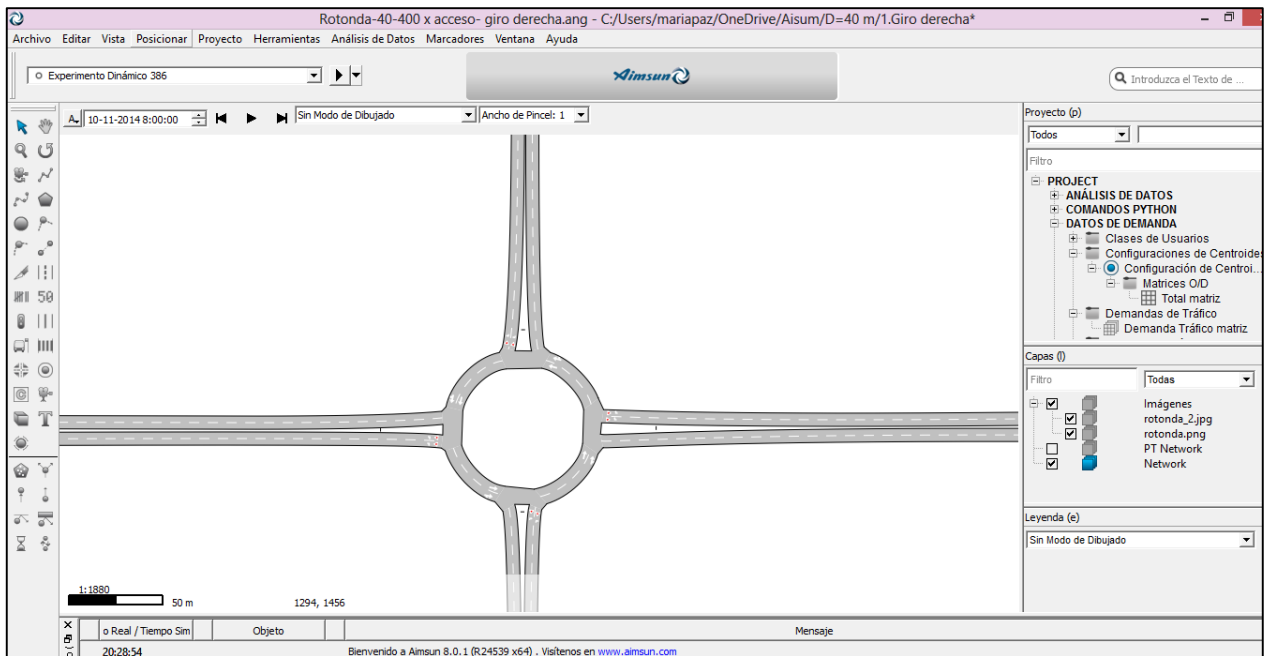 Rotonda-40-400 x acceso- giro derecha.ang - C:/Users/mariapaz/OneDrive/Aisum/D=40 m/1.Giro derecha*
Archivo Editar Vista Posicionar Proyecto Herramientas Análisis de Datos Marcadores Ventana Ayuda
Experimento Dinámico 386
Aimsun
Introduzca el Texto de ...
A 10-11-2014 8:00:00 Sin Modo de Dibujado Ancho de Pincel: 1
50
T
Proyecto (p)
Todos
Filtro
PROJECT
ANÁLISIS DE DATOS
COMANDOS PYTHON
DATOS DE DEMANDA
Clases de Usuarios
Configuraciones de Centroide
Configuración de Centroi...
Matrices O/D
Total matriz
Demandas de Tráfico
Demanda Tráfico matriz
Capas (l)
Filtro Todas
Imágenes
rotonda_2.jpg
rotonda.png
PT Network
Network
Leyenda (e)
Sin Modo de Dibujado
1:1880
50 m
1294, 1456
o Real / Tiempo Sim Objeto Mensaje
20:28:54 Bienvenido a Aimsun 8.0.1 (R24539 x64) . Visítenos en www.aimsun.com